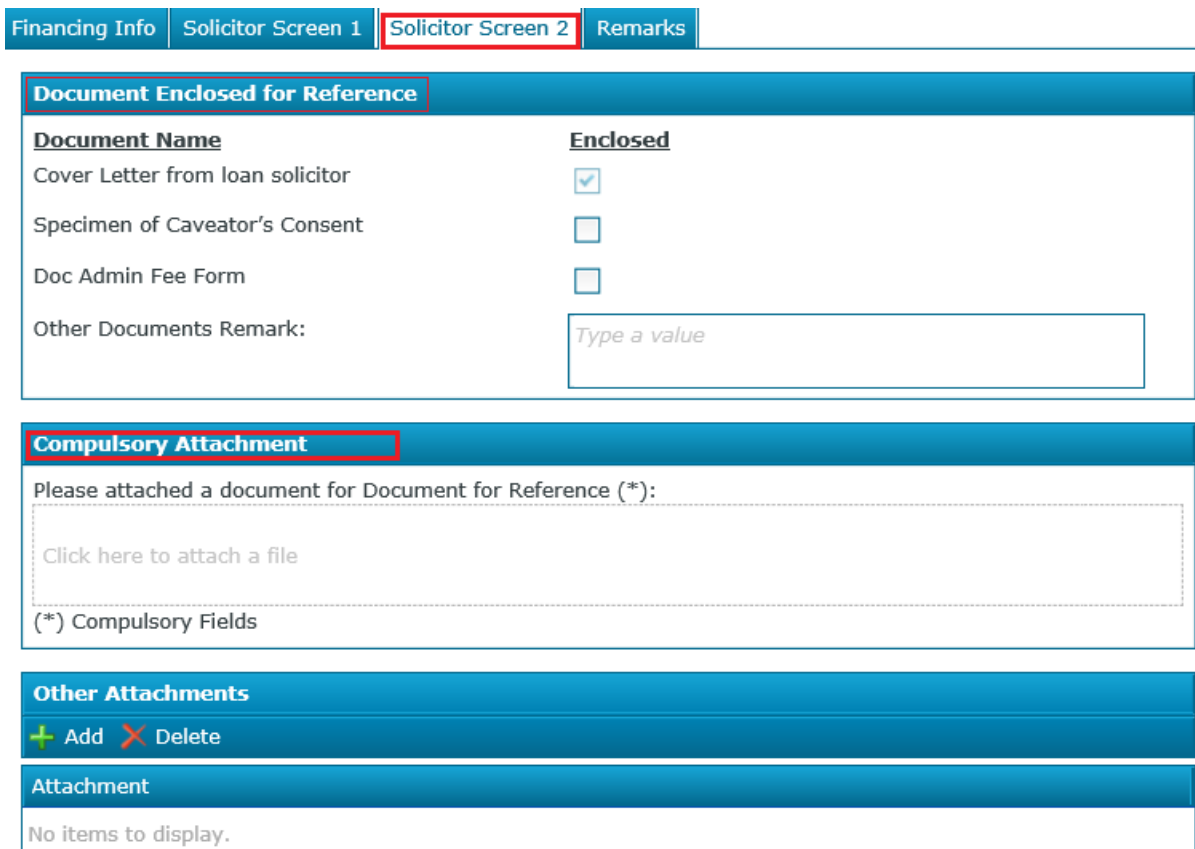 Financing Info Solicitor Screen 1 Solicitor Screen 2 Remarks
Document Enclosed for Reference
Document Name Enclosed
Cover Letter from loan solicitor
Specimen of Caveator’s Consent
Doc Admin Fee Form
Other Documents Remark: Type a value
Compulsory Attachment
Please attached a document for Document for Reference (*):
Click here to attach a file
(*) Compulsory Fields
Other Attachments
Add Delete
Attachment
No items to display.